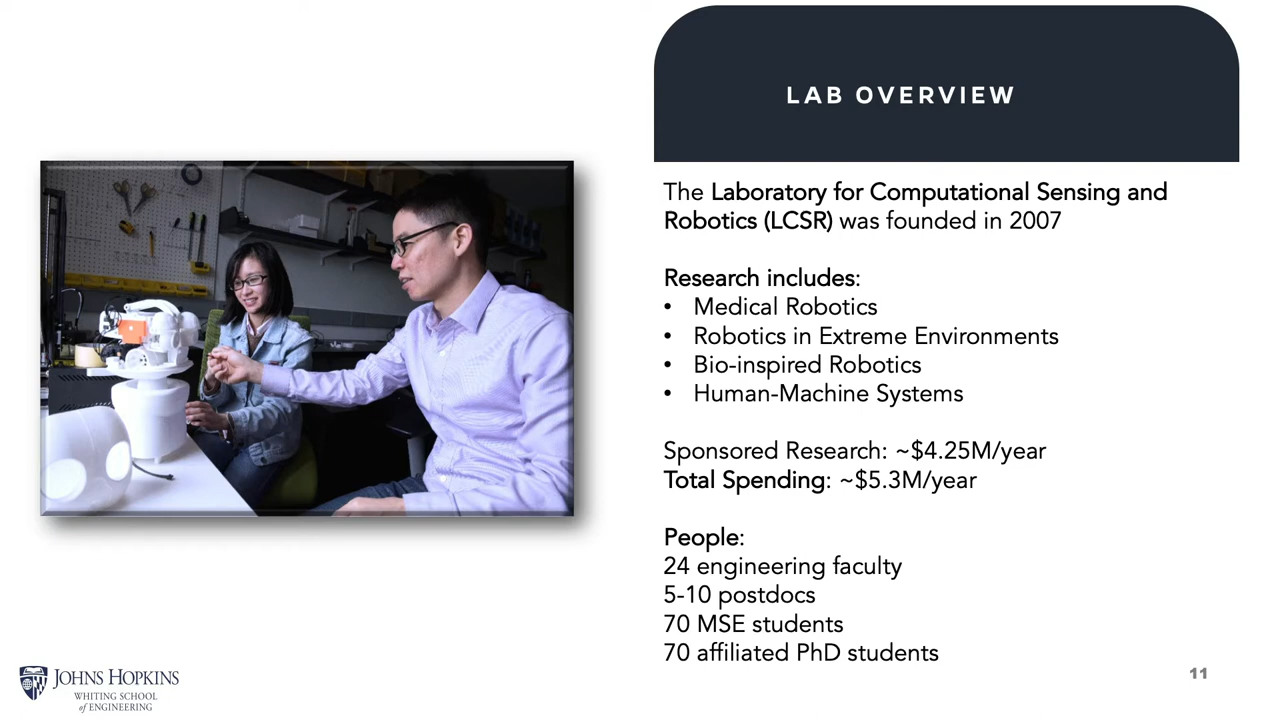 LAB OVERVIEW
The Laboratory for Computational Sensing and
Robotics (LCSR) was founded in 2007
Research includes:
• Medical Robotics
• Robotics in Extreme Environments
• Bio-inspired Robotics
• Human-Machine Systems
Sponsored Research: ~$4.25M/year
Total Spending: ~$5.3M/year
People:
24 engineering faculty
5-10 postdocs
70 MSE students
70 affiliated PhD students
JOHNS HOPKINS
WHITING SCHOOL
of ENGINEERING
11